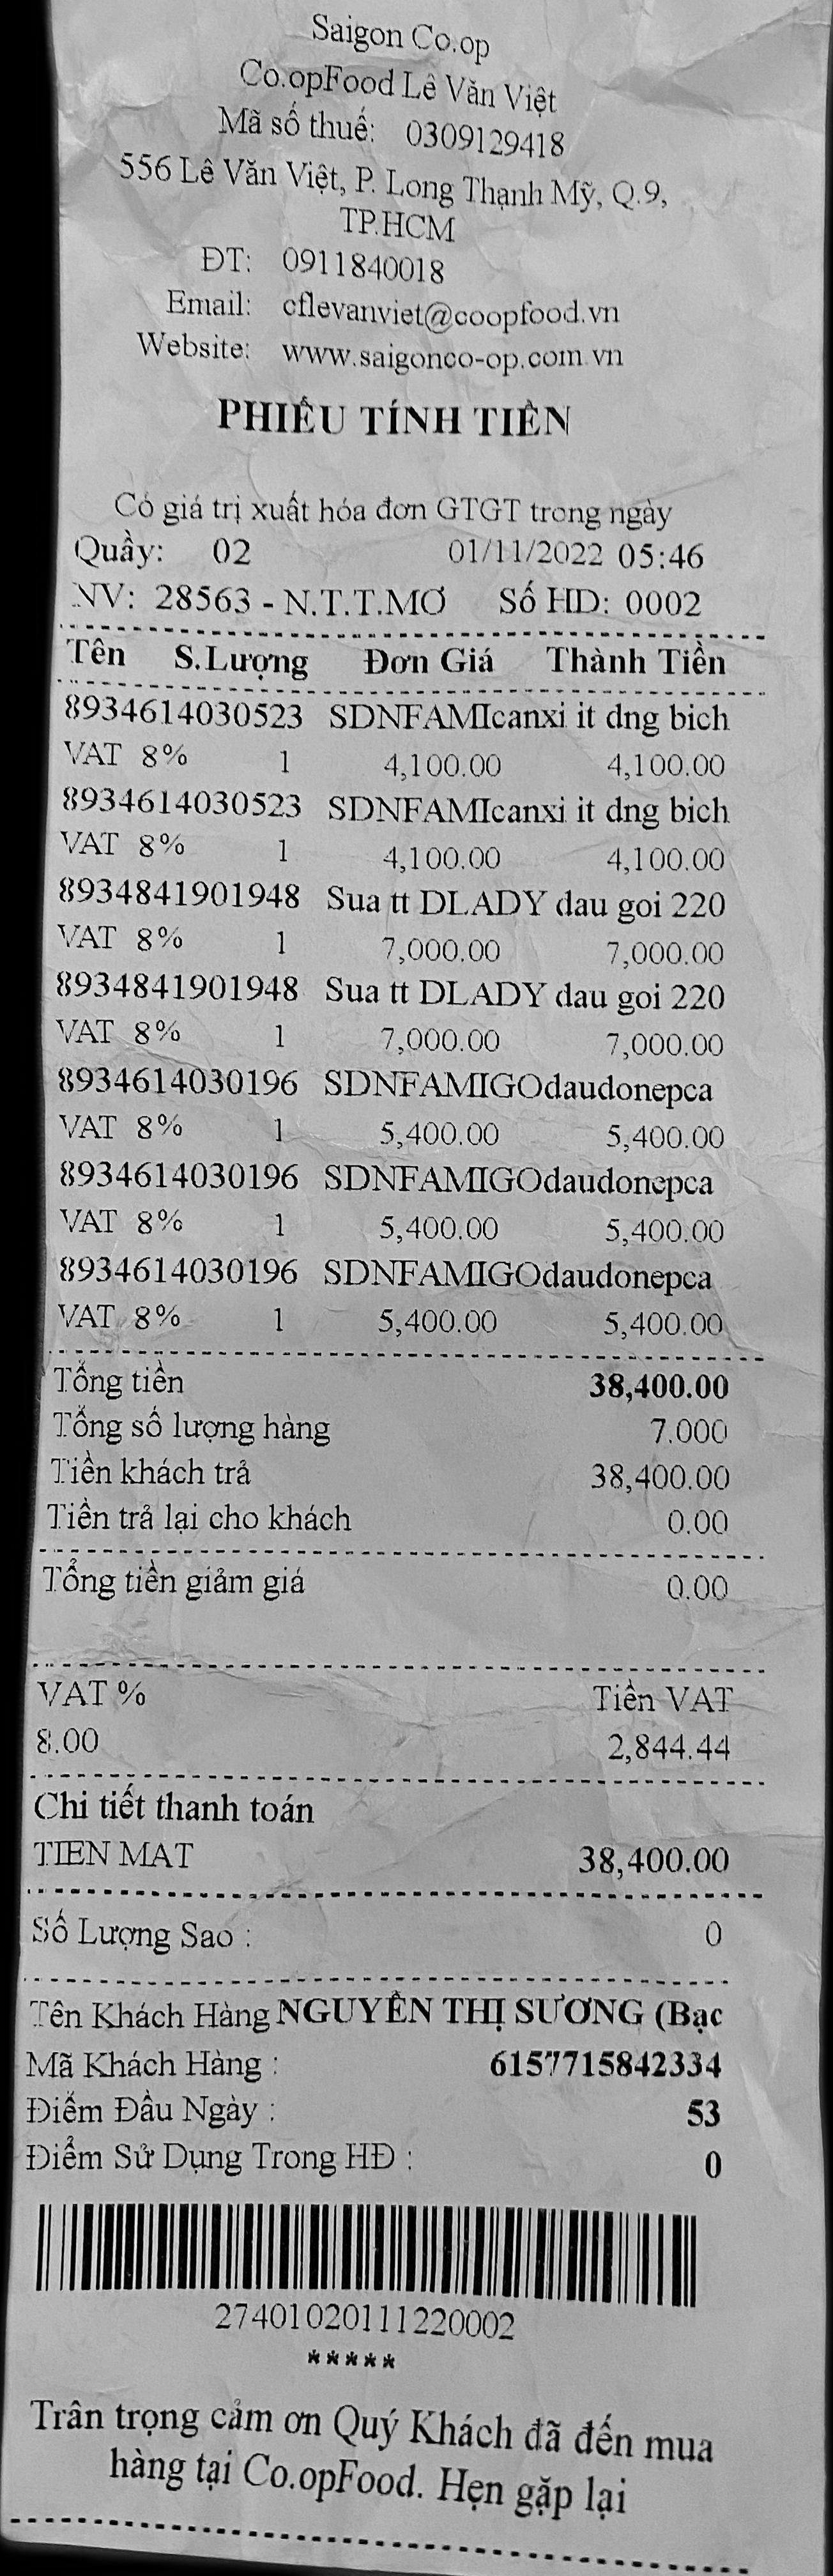 Saigon Co.op
Co.opFood Lê Văn Việt
Mã số thuế: 0309129418
556 Lê Văn Việt, P. Long Thạnh Mỹ, Q.9,
TP.HCM
ĐT: 0911840018
Email: cflevanviet@coopfood.vn
Website: www.saigonco-op.com.vn
PHIẾU TÍNH TIỀN
Có giá trị xuất hóa đơn GTGT trong ngày
Quầy: 02 01/11/2022 05:46
NV: 28563 - N.T.T.MƠ Số HD: 0002
Tên S.Lượng Đơn Giá Thành Tiền
8934614030523 SDNFAMIcanxi it dng bich
VAT 8% 1 4,100.00 4,100.00
8934614030523 SDNFAMIcanxi it dng bich
VAT 8% 1 4,100.00 4,100.00
8934841901948 Sua tt DLADY dau goi 220
VAT 8% 1 7,000.00 7,000.00
8934841901948 Sua tt DLADY dau goi 220
VAT 8% 1 7,000.00 7,000.00
8934614030196 SDNFAMIGOdaudonepca
VAT 8% 1 5,400.00 5,400.00
8934614030196 SDNFAMIGOdaudonepca
VAT 8% 1 5,400.00 5,400.00
8934614030196 SDNFAMIGOdaudonepca
VAT 8% 1 5,400.00 5,400.00
Tổng tiền 38,400.00
Tổng số lượng hàng 7.000
Tiền khách trả 38,400.00
Tiền trả lại cho khách 0.00
Tổng tiền giảm giá 0.00
VAT % Tiền VAT
8.00 2,844.44
Chi tiết thanh toán
TIEN MAT 38,400.00
Số Lượng Sao : 0
Tên Khách Hàng NGUYỄN THỊ SƯƠNG (Bạc
Mã Khách Hàng : 6157715842334
Điểm Đầu Ngày : 53
Điểm Sử Dụng Trong HĐ : 0
27401020111220002
*****
Trân trọng cảm ơn Quý Khách đã đến mua
hàng tại Co.opFood. Hẹn gặp lại